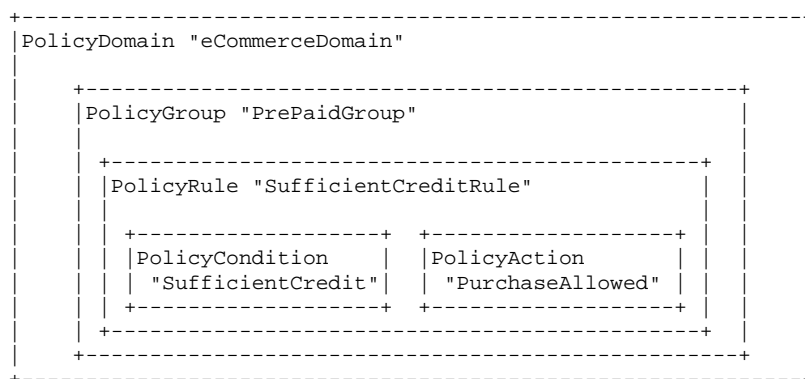 PolicyDomain "eCommerceDomain"
PolicyGroup "PrePaidGroup"
PolicyRule "SufficientCreditRule"
PolicyCondition PolicyAction
"SufficientCredit" "PurchaseAllowed"